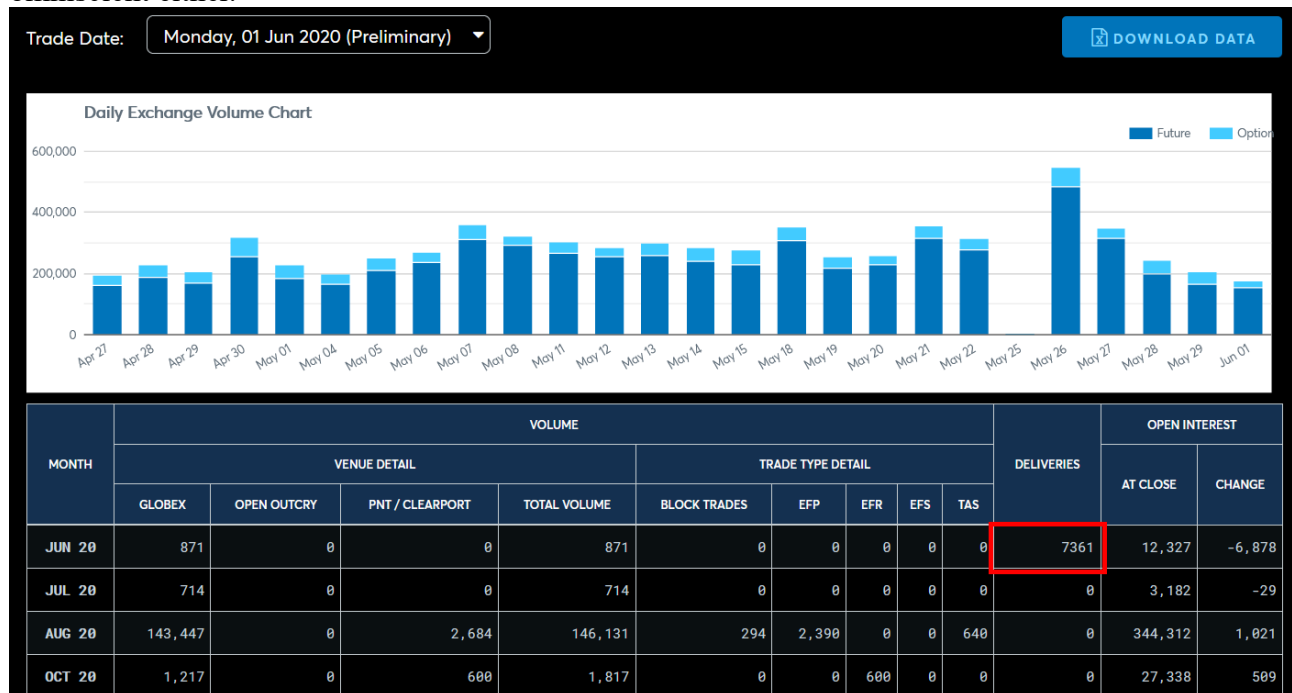 Trade Date: Monday, 01 Jun 2020 (Preliminary)
DOWNLOAD DATA
Daily Exchange Volume Chart
Future Option
600,000
400,000
200,000
0
Apr 27 Apr 28 Apr 29 Apr 30 May 01 May 04 May 05 May 06 May 07 May 08 May 11 May 12 May 13 May 14 May 15 May 18 May 19 May 20 May 21 May 22 May 25 May 26 May 27 May 28 May 29 Jun 01
VOLUME OPEN INTEREST
MONTH VENUE DETAIL TRADE TYPE DETAIL DELIVERIES AT CLOSE CHANGE
GLOBEX OPEN OUTCRY PNT / CLEARPORT TOTAL VOLUME BLOCK TRADES EFP EFR EFS TAS
JUN 20 871 0 0 871 0 0 0 0 0 7361 12,327 -6,878
JUL 20 714 0 0 714 0 0 0 0 0 0 3,182 -29
AUG 20 143,447 0 2,684 146,131 294 2,390 0 0 640 0 344,312 1,021
OCT 20 1,217 0 600 1,817 0 0 600 0 0 0 27,338 509